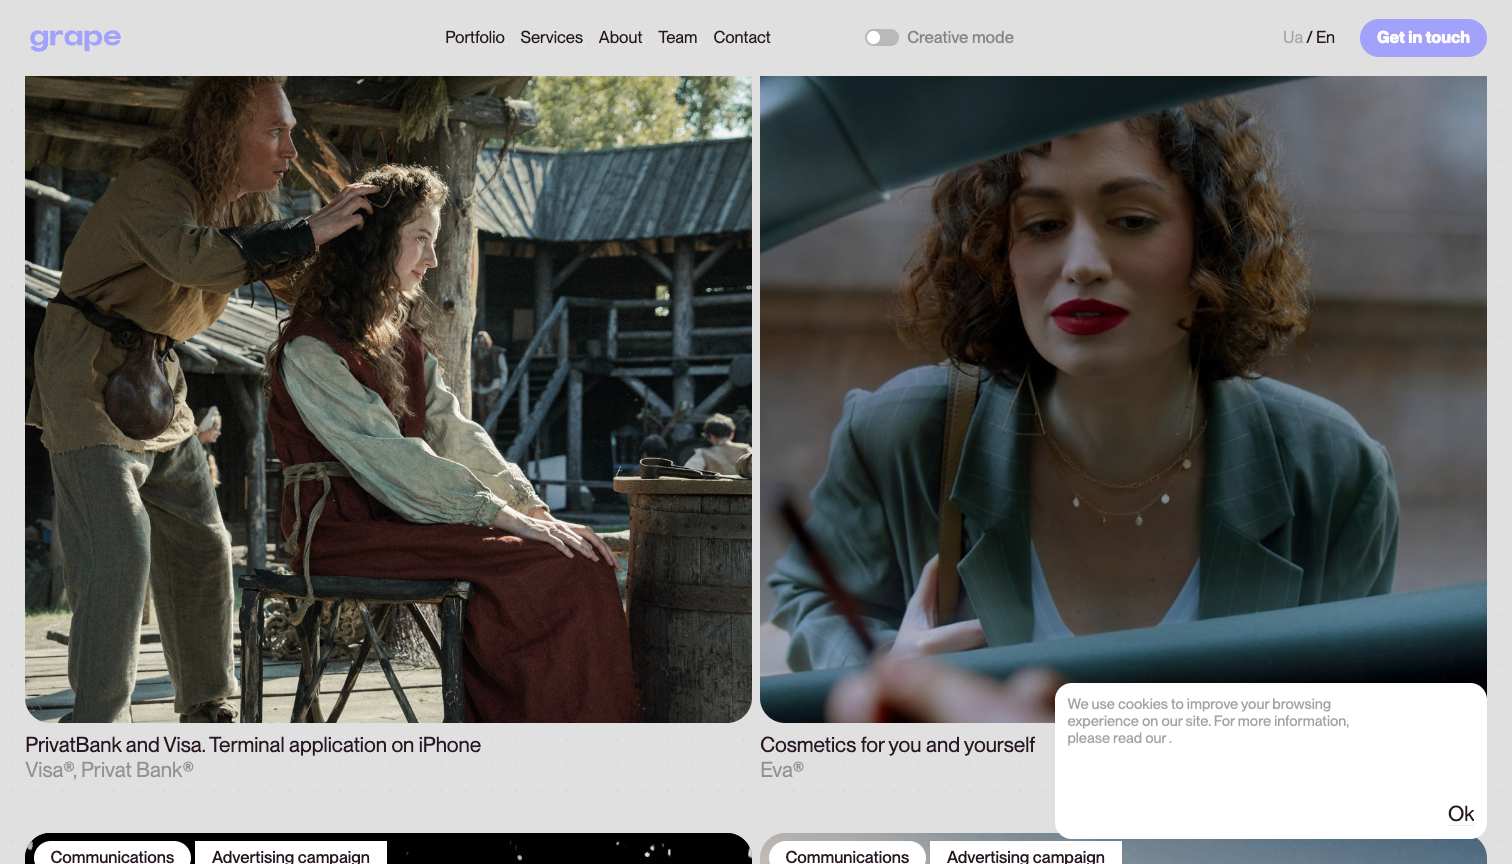 grape
Portfolio Services About Team Contact
Creative mode
Ua / En
Get in touch
PrivatBank and Visa. Terminal application on iPhone
Visa®, Privat Bank®
Cosmetics for you and yourself
Eva®
We use cookies to improve your browsing
experience on our site. For more information,
please read our .
Ok
Communications
Advertising campaign
Communications
Advertising campaign